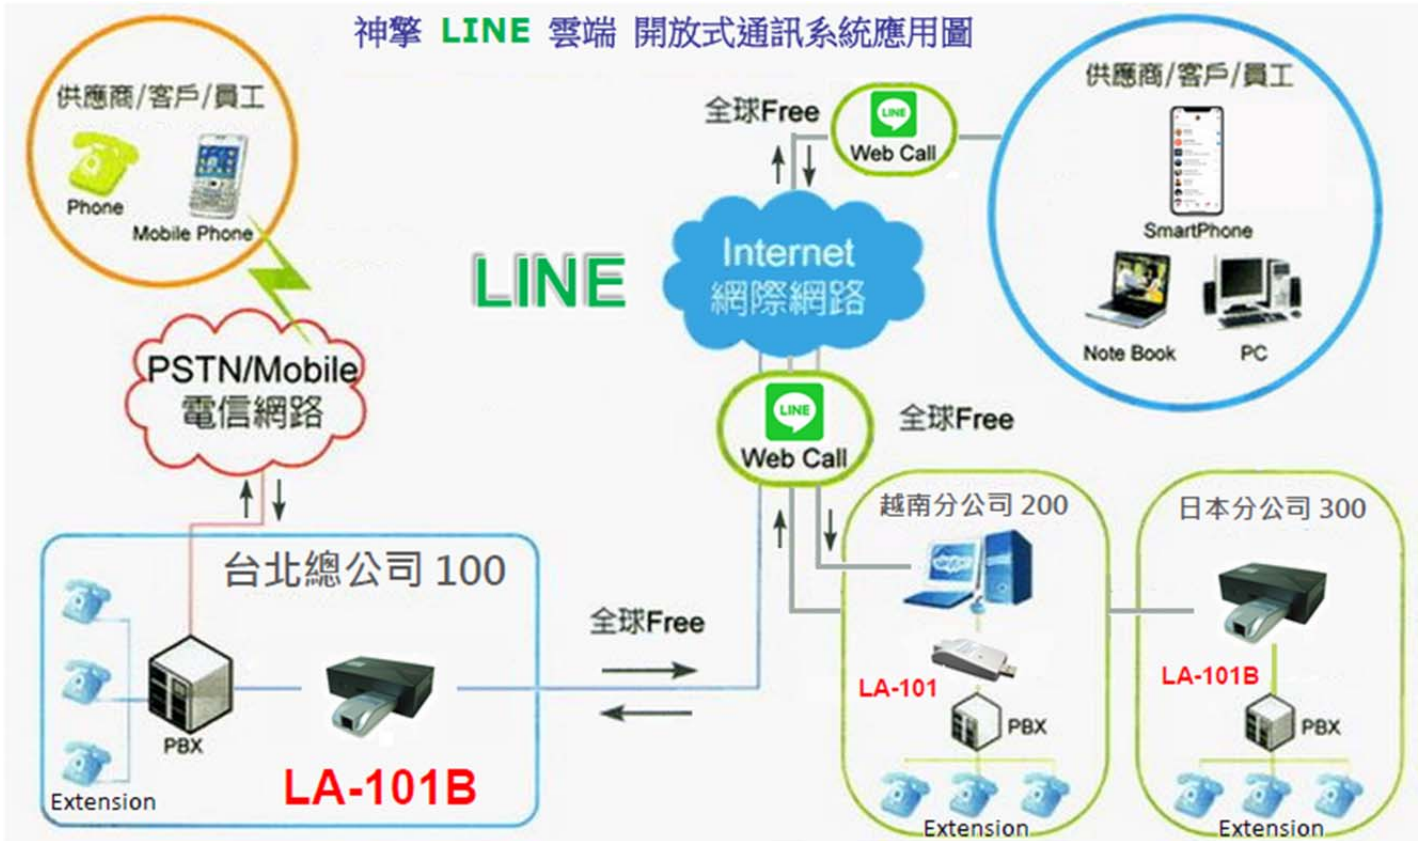 神擎 LINE 雲端 開放式通訊系統應用圖
供應商/客戶/員工
Phone
Mobile Phone
全球Free
LINE
Web Call
供應商/客戶/員工
SmartPhone
Note Book
PC
Internet
網際網路
LINE
PSTN/Mobile
電信網路
LINE
Web Call
全球Free
台北總公司 100
PBX
Extension
LA-101B
全球Free
越南分公司 200
LA-101
PBX
Extension
日本分公司 300
LA-101B
PBX
Extension